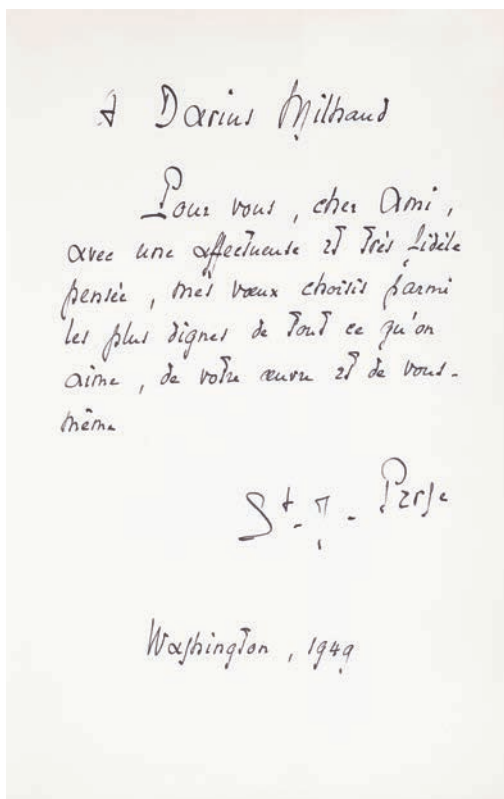 A Darius Milhaud
Pour vous, cher Ami,
avec une affectueuse et très fidèle
pensée, mes vœux choisis parmi
les plus dignes de tout ce qu'on
aime, de votre œuvre et de vous-
même
St-J- Perse
Washington, 1949